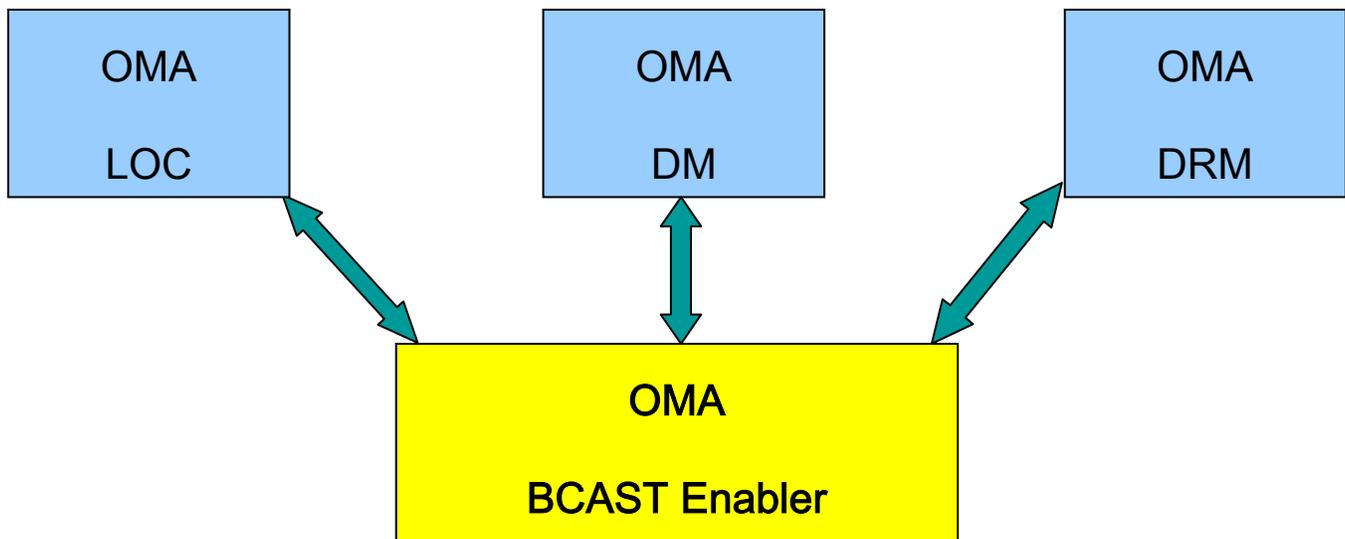 OMA
LOC
OMA
DM
OMA
DRM
OMA
BCAST Enabler